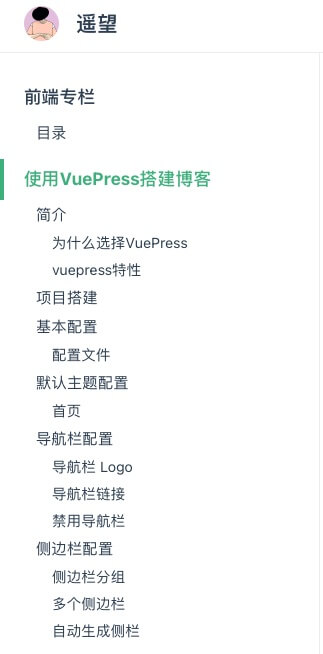 遥望
前端专栏
目录
使用VuePress搭建博客
简介
为什么选择VuePress
vuepress特性
项目搭建
基本配置
配置文件
默认主题配置
首页
导航栏配置
导航栏 Logo
导航栏链接
禁用导航栏
侧边栏配置
侧边栏分组
多个侧边栏
自动生成侧栏